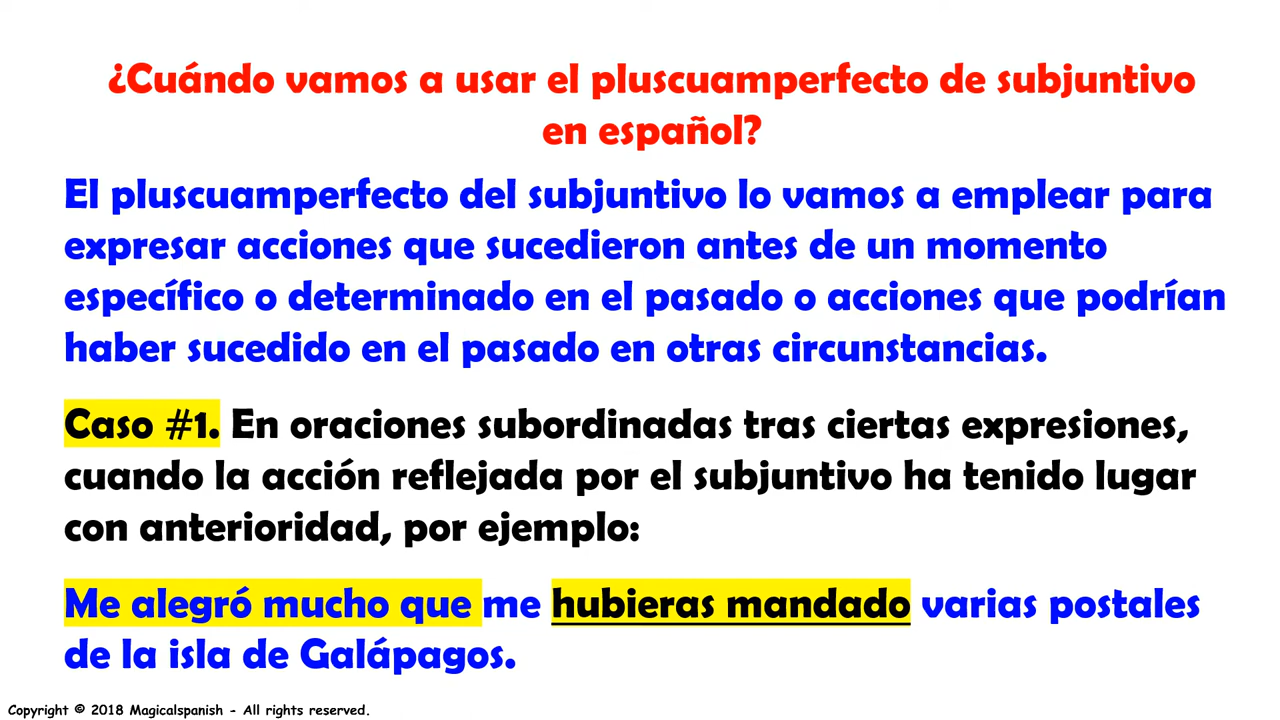 ¿Cuándo vamos a usar el pluscuamperfecto de subjuntivo
en español?
El pluscuamperfecto del subjuntivo lo vamos a emplear para
expresar acciones que sucedieron antes de un momento
específico o determinado en el pasado o acciones que podrían
haber sucedido en el pasado en otras circunstancias.
Caso #1. En oraciones subordinadas tras ciertas expresiones,
cuando la acción reflejada por el subjuntivo ha tenido lugar
con anterioridad, por ejemplo:
Me alegró mucho que me hubieras mandado varias postales
de la isla de Galápagos.
Copyright © 2018 Magicalspanish - All rights reserved.